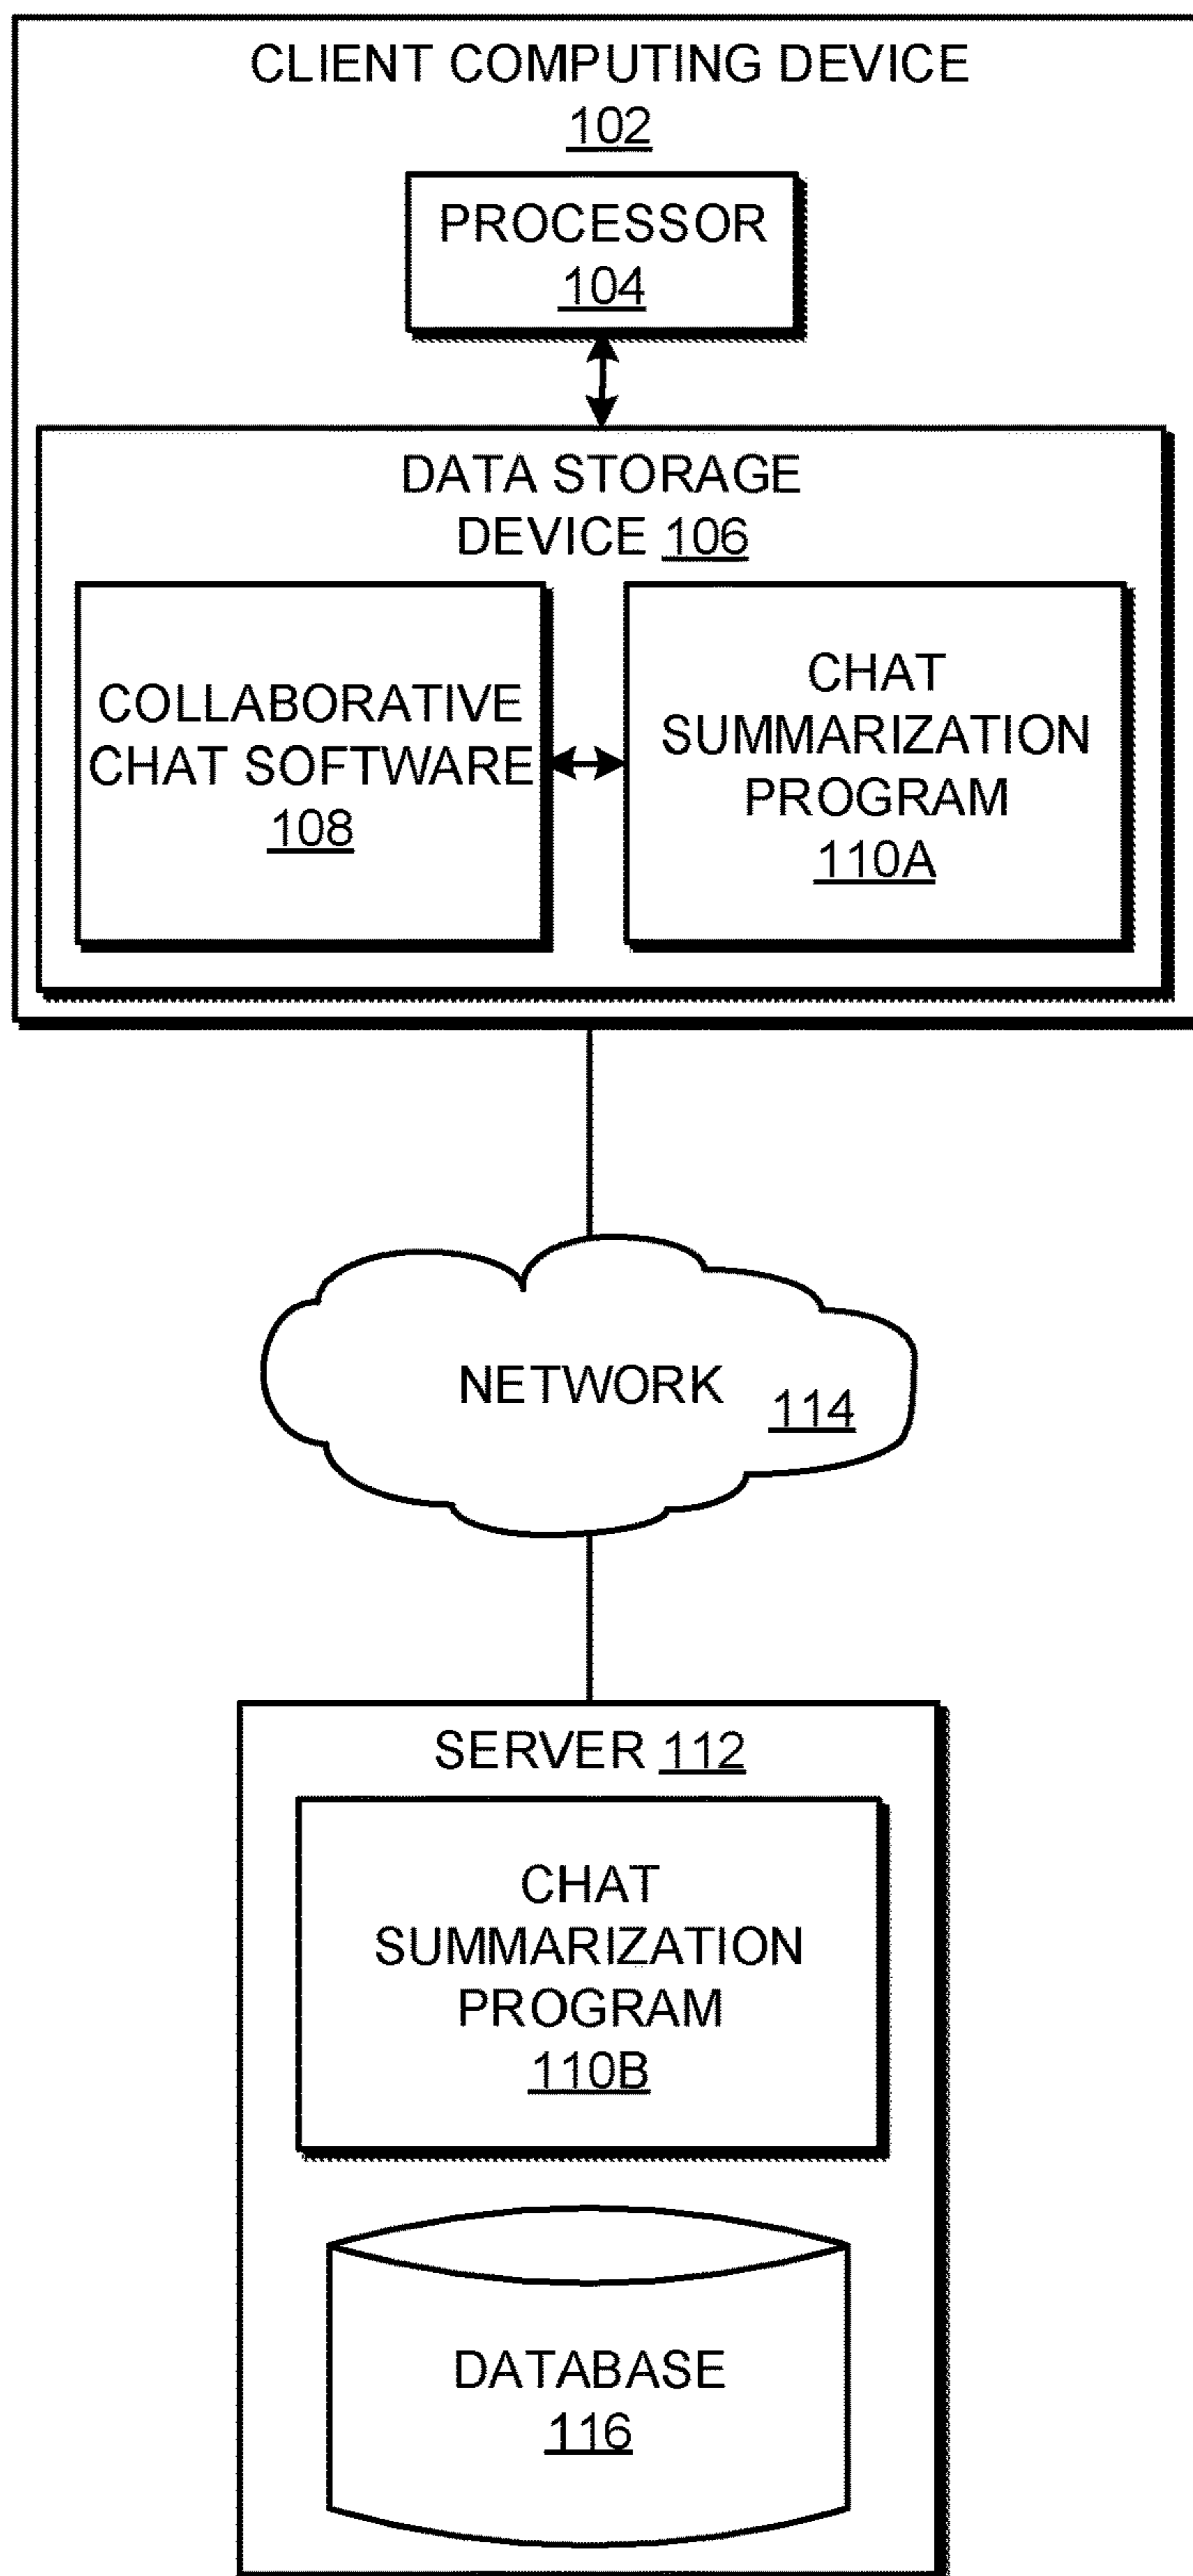 CLIENT COMPUTING DEVICE
102
PROCESSOR
104
DATA STORAGE
DEVICE 106
COLLABORATIVE
CHAT SOFTWARE
108
CHAT
SUMMARIZATION
PROGRAM
110A
NETWORK 114
SERVER 112
CHAT
SUMMARIZATION
PROGRAM
110B
DATABASE
116